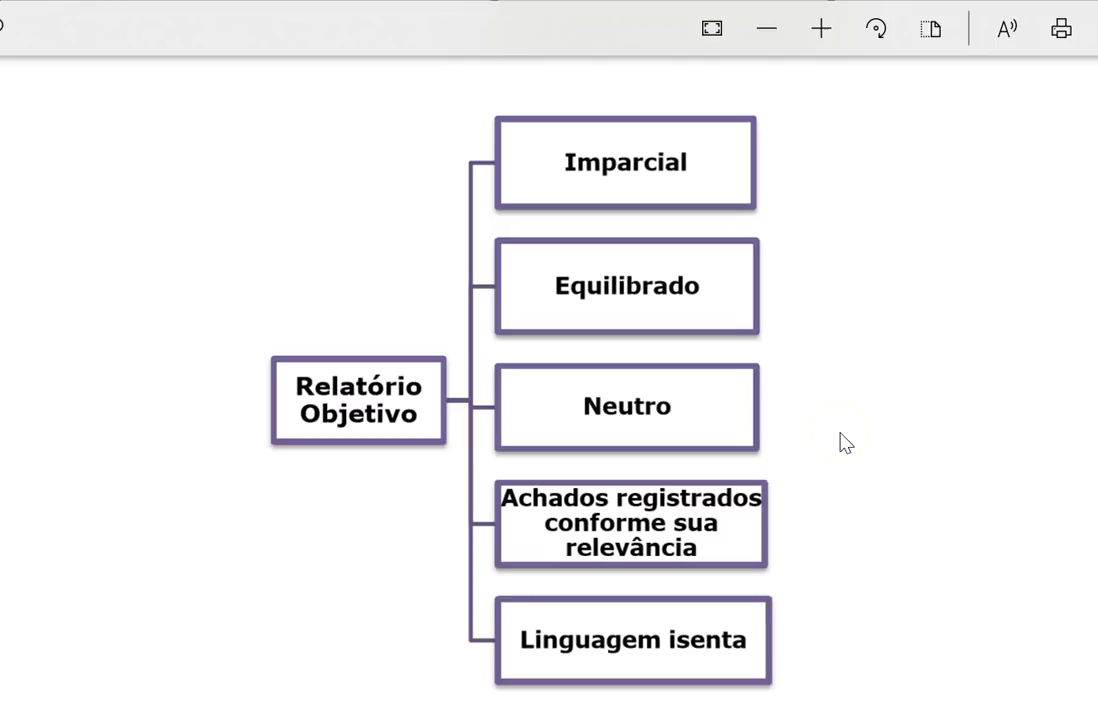 Imparcial
Equilibrado
Relatório
Objetivo
Neutro
Achados registrados
conforme sua
relevância
Linguagem isenta